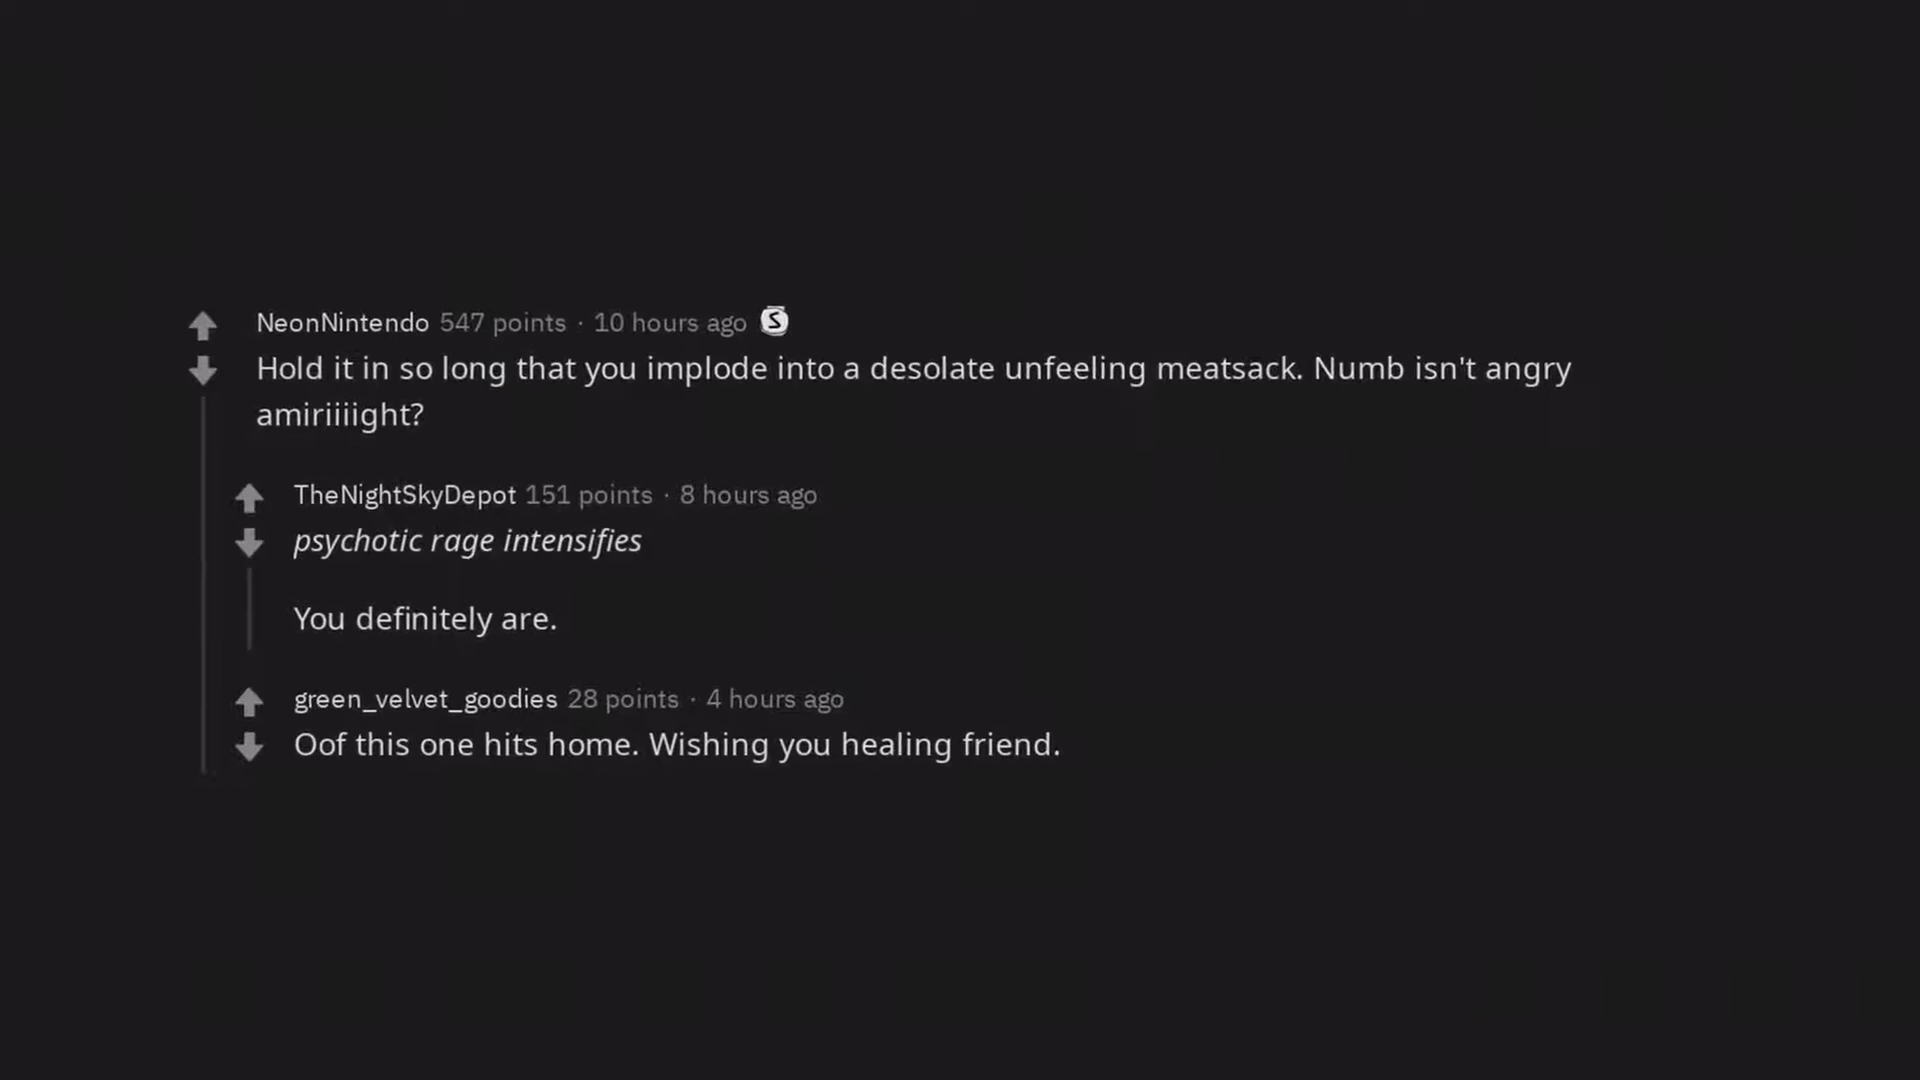 NeonNintendo 547 points · 10 hours ago S
Hold it in so long that you implode into a desolate unfeeling meatsack. Numb isn't angry
amiriiiight?
TheNightSkyDepot 151 points · 8 hours ago
psychotic rage intensifies
You definitely are.
green_velvet_goodies 28 points · 4 hours ago
Oof this one hits home. Wishing you healing friend.